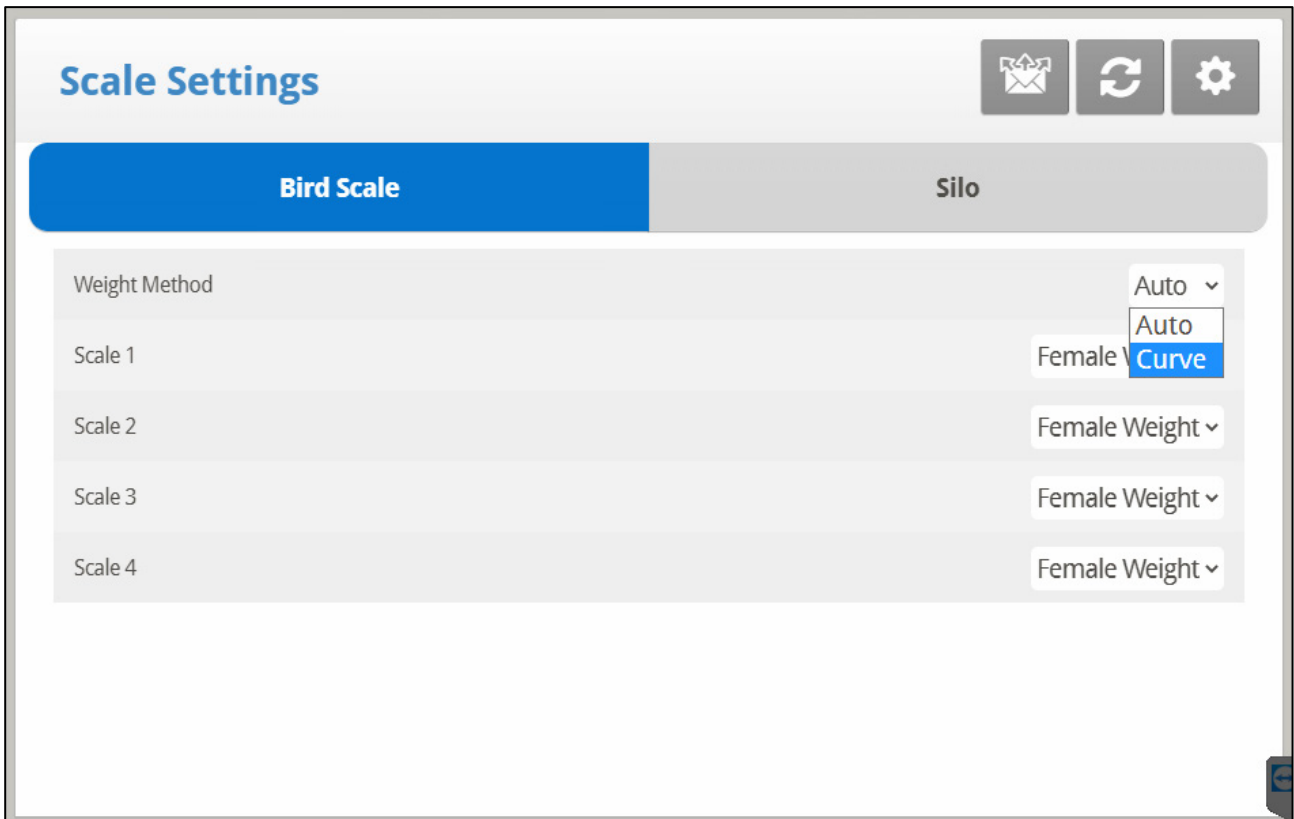 Scale Settings
Bird Scale Silo
Weight Method Auto
Auto
Scale 1 Female
Curve
Scale 2 Female Weight
Scale 3 Female Weight
Scale 4 Female Weight